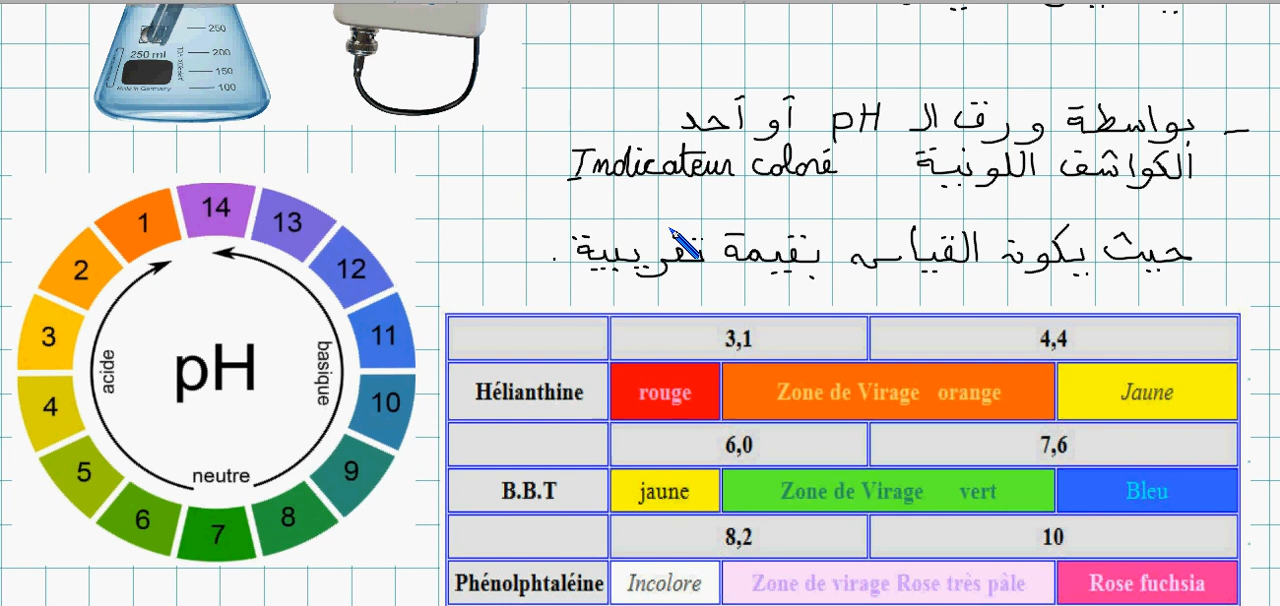 250
250 ml
200
150
100
Made in Germany
– بواسطة ورق الـ pH أو أحد
الكواشف اللونية Indicateur coloré
حيث يكون القياس بقيمة تقريبية .
14
13
12
11
10
9
8
7
6
5
4
3
2
1
acide
pH
basique
neutre
3,1 4,4
Hélianthine rouge Zone de Virage orange Jaune
6,0 7,6
B.B.T jaune Zone de Virage vert Bleu
8,2 10
Phénolphtaléine Incolore Zone de virage Rose très pâle Rose fuchsia